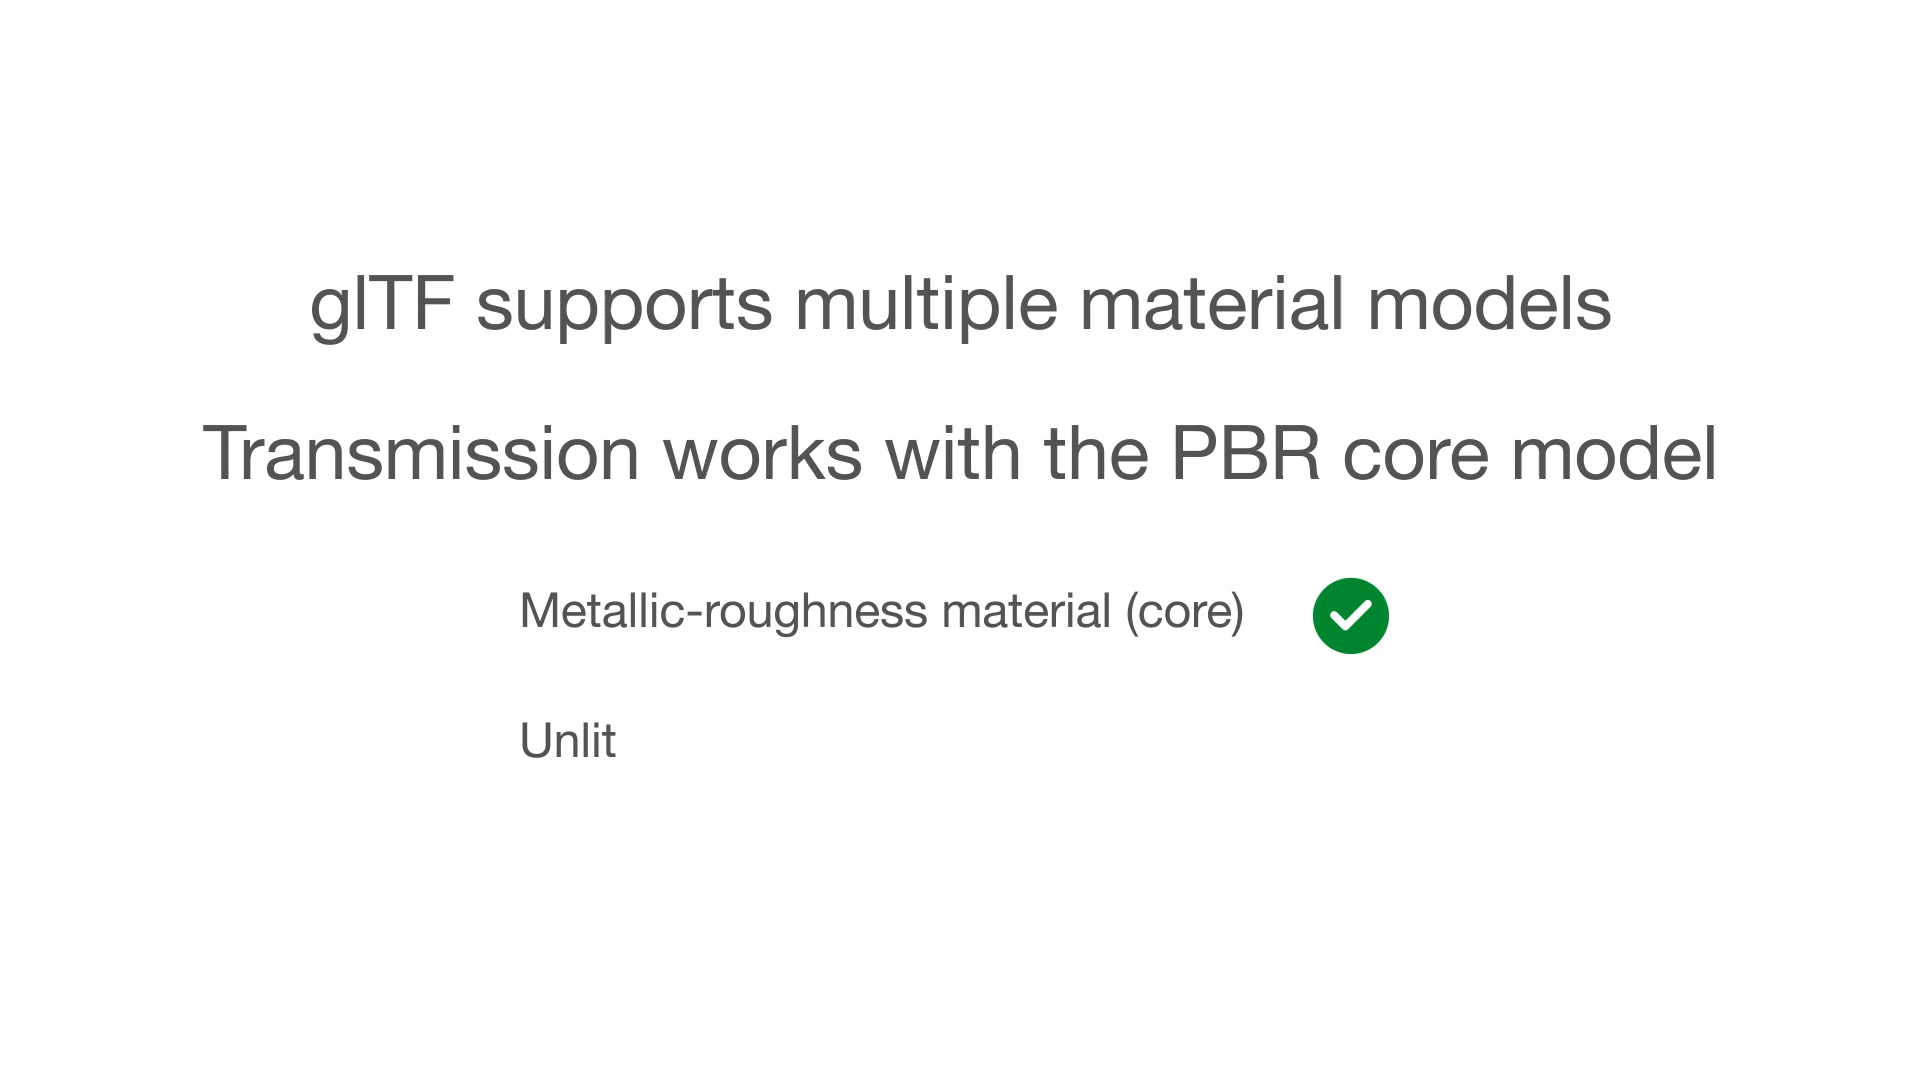 glTF supports multiple material models
Transmission works with the PBR core model
Metallic-roughness material (core)
Unlit